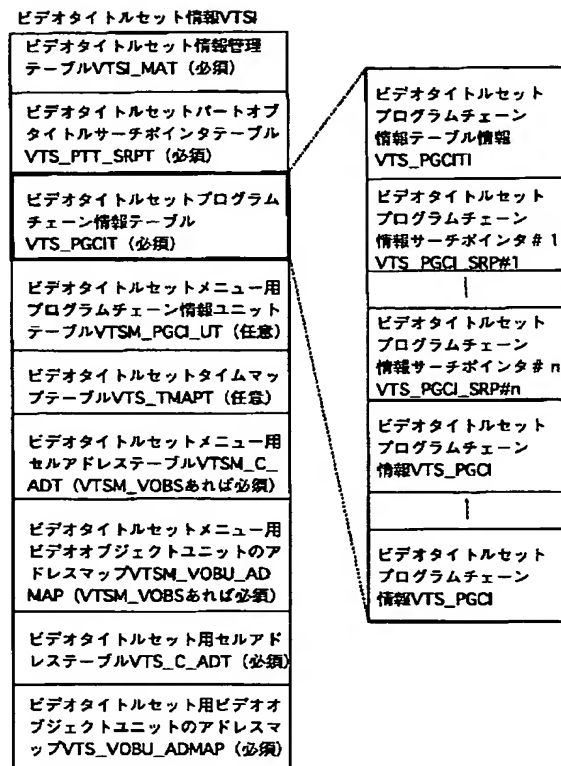 ビデオタイトルセット情報VTSI
ビデオタイトルセット情報管理
テーブルVTSI_MAT（必須）
ビデオタイトルセットパートオブ
タイトルサーチポインタテーブル
VTS_PTT_SRPT（必須）
ビデオタイトルセットプログラム
チェーン情報テーブル
VTS_PGCIT（必須）
ビデオタイトルセットメニュー用
プログラムチェーン情報ユニット
テーブルVTSM_PGCI_UT（任意）
ビデオタイトルセットタイムマッ
プテーブルVTS_TMAPT（任意）
ビデオタイトルセットメニュー用
セルアドレステーブルVTSM_C_
ADT（VTSM_VOBSあれば必須）
ビデオタイトルセットメニュー用
ビデオオブジェクトユニットのア
ドレスマップVTSM_VOBU_AD
MAP（VTSM_VOBSあれば必須）
ビデオタイトルセット用セルアド
レステーブルVTS_C_ADT（必須）
ビデオタイトルセット用ビデオオ
ブジェクトユニットのアドレスマ
ップVTS_VOBU_ADMAP（必須）
ビデオタイトルセット
プログラムチェーン
情報テーブル情報
VTS_PGCITI
ビデオタイトルセット
プログラムチェーン
情報サーチポインタ＃1
VTS_PGCI_SRP#1
ビデオタイトルセット
プログラムチェーン
情報サーチポインタ＃n
VTS_PGCI_SRP#n
ビデオタイトルセット
プログラムチェーン
情報VTS_PGCI
ビデオタイトルセット
プログラムチェーン
情報VTS_PGCI